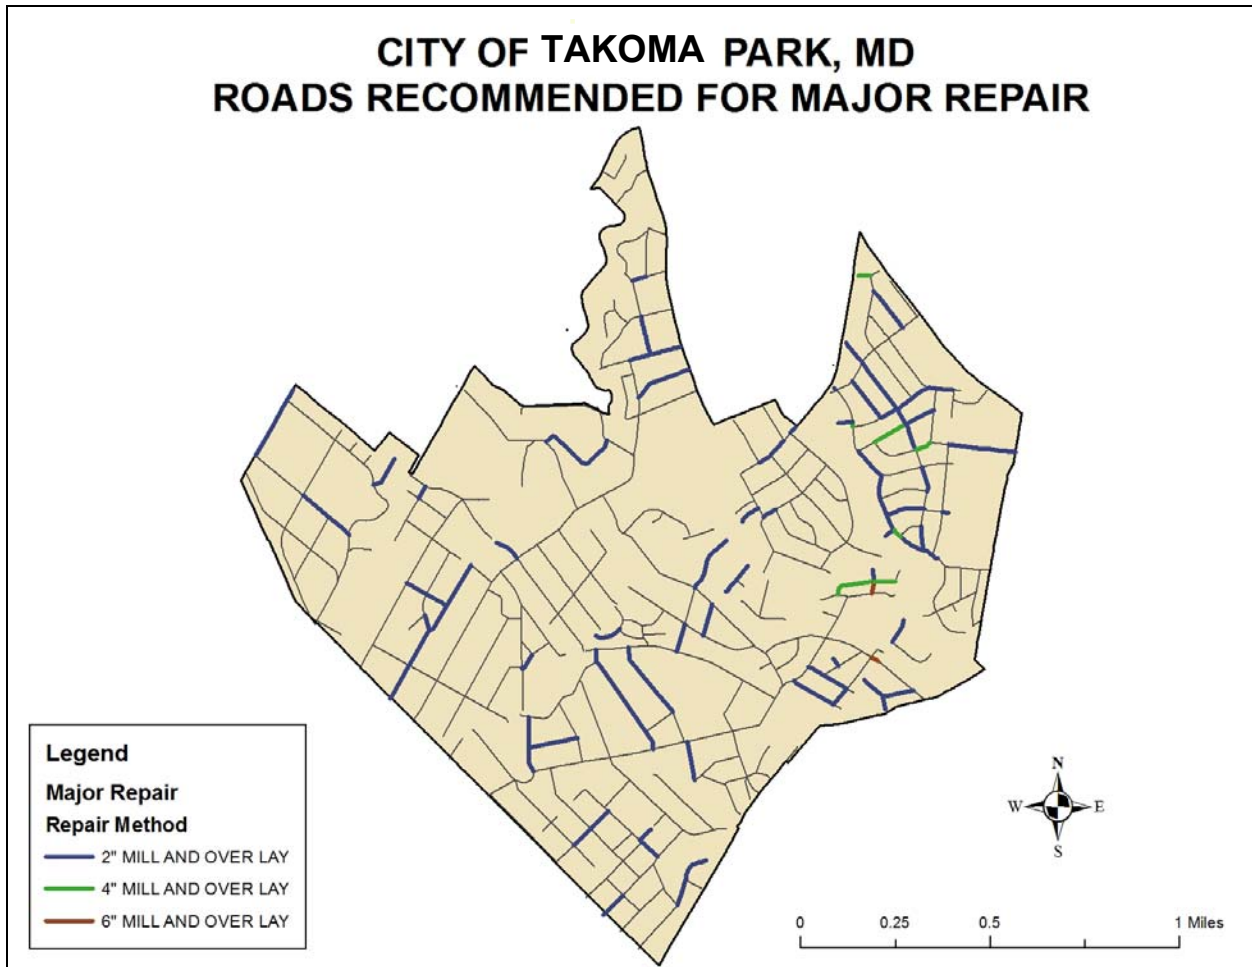 CITY OF TAKOMA PARK, MD
ROADS RECOMMENDED FOR MAJOR REPAIR
Legend
Major Repair
Repair Method
2" MILL AND OVER LAY
4" MILL AND OVER LAY
6" MILL AND OVER LAY
N
W E
S
0 0.25 0.5 1 Miles